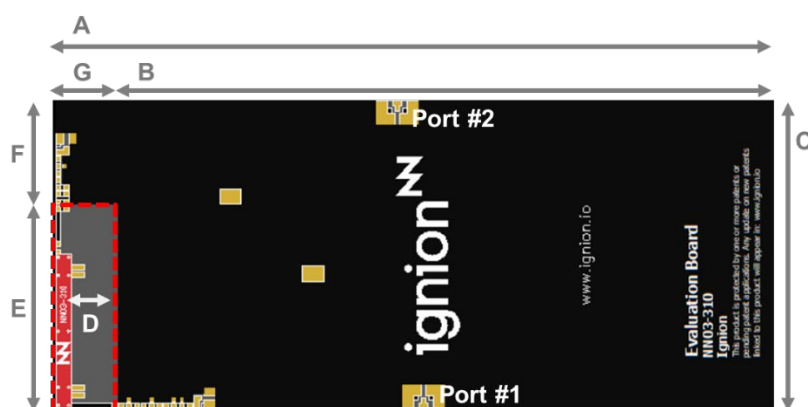 A
G
B
F
Port #2
C
ignion
www.ignion.io
Evaluation Board
NN03-310
Ignion
This product is protected by one or more patents or
pending patent applications. Any update on new patents
linked to this product will appear in: www.ignion.io
E
NN03-310
D
Port #1